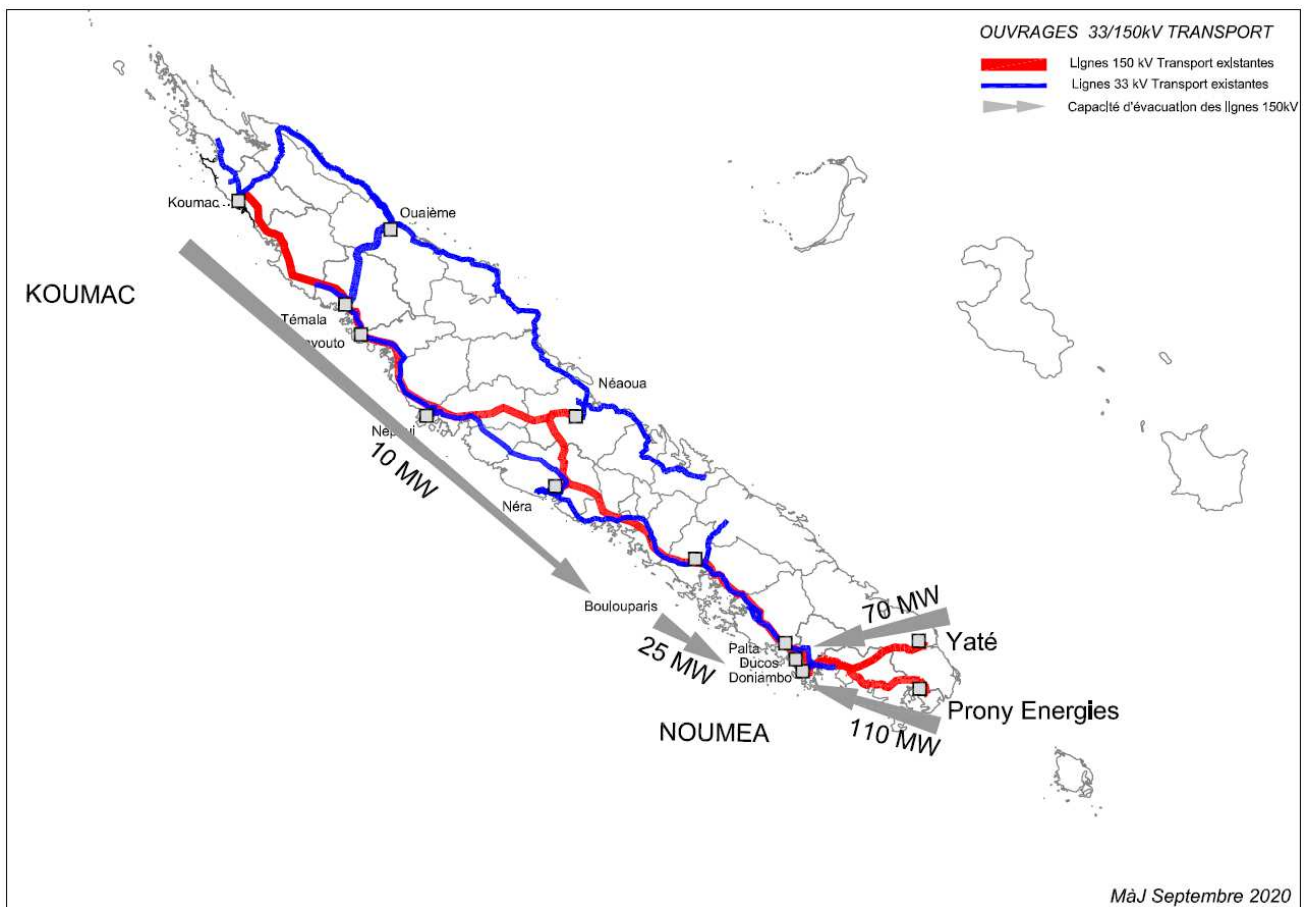 OUVRAGES 33/150kV TRANSPORT
Lignes 150 kV Transport existantes
Lignes 33 kV Transport existantes
Capacité d'évacuation des lignes 150kV
Koumac
Ouaième
KOUMAC
Témala
Néaoua
10 MW
Néra
Boulouparis
70 MW
25 MW
Yaté
Païta
Ducos
Doniambo
Prony Energies
NOUMEA
110 MW
MàJ Septembre 2020